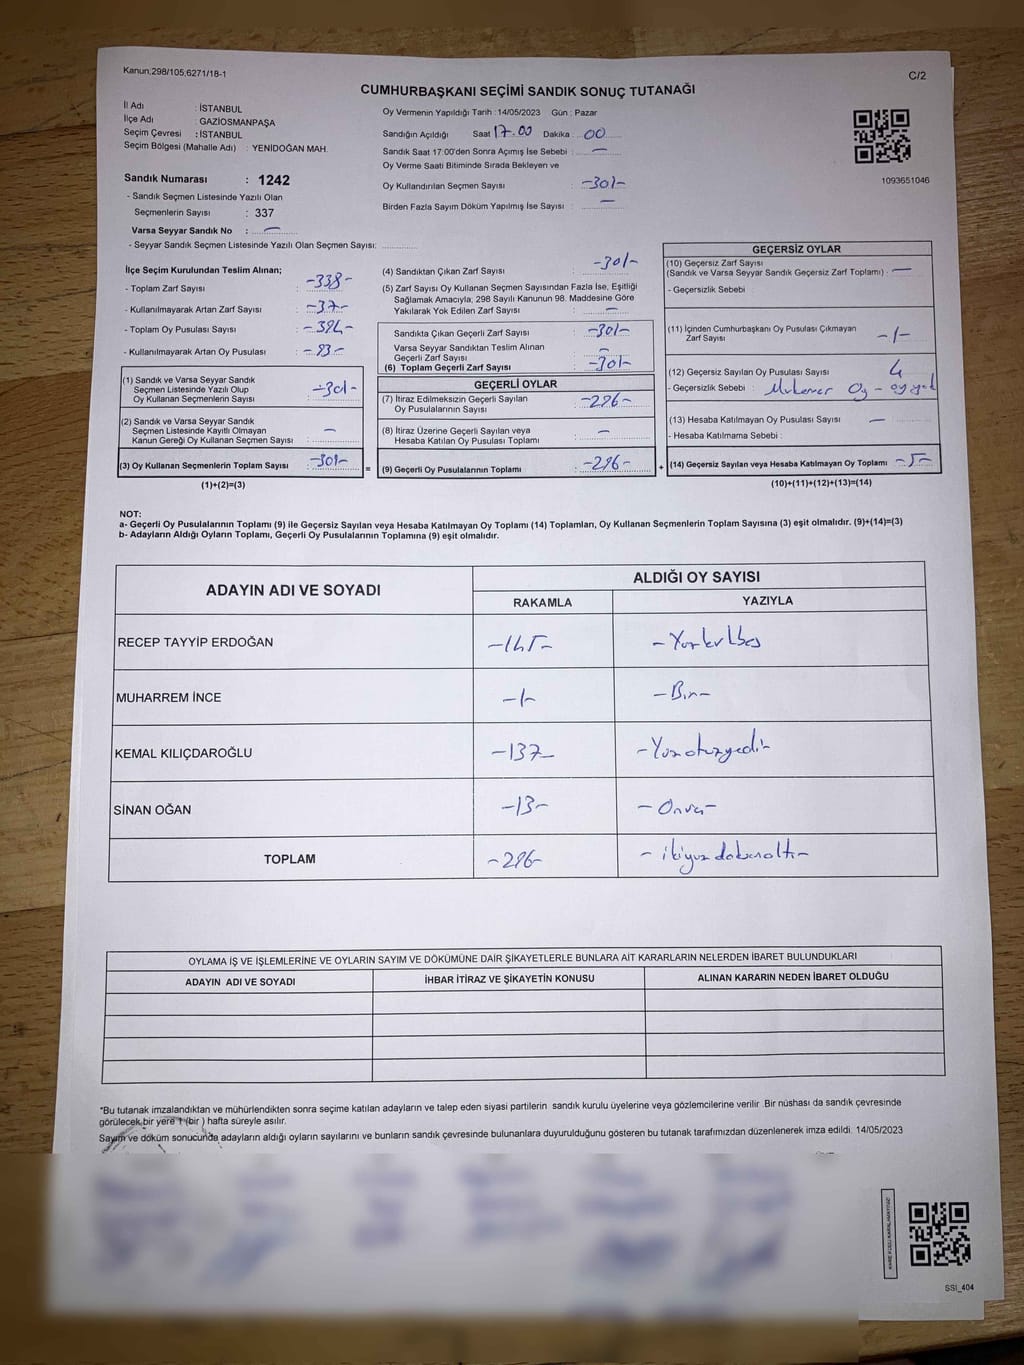 Kanun;298/105;6271/18-1
C/2
CUMHURBAŞKANI SEÇİMİ SANDIK SONUÇ TUTANAĞI
İl Adı : İSTANBUL
İlçe Adı : GAZİOSMANPAŞA
Seçim Çevresi : İSTANBUL
Seçim Bölgesi (Mahalle Adı) : YENİDOĞAN MAH.
Sandık Numarası : 1242
- Sandık Seçmen Listesinde Yazılı Olan
Seçmenlerin Sayısı : 337
Varsa Seyyar Sandık No : -
- Seyyar Sandık Seçmen Listesinde Yazılı Olan Seçmen Sayısı:
Oy Vermenin Yapıldığı Tarih : 14/05/2023 Gün : Pazar
Sandığın Açıldığı Saat 17.00 Dakika : 00
Sandık Saat 17:00'den Sonra Açımış İse Sebebi : -
Oy Verme Saati Bitiminde Sırada Bekleyen ve
Oy Kullandırılan Seçmen Sayısı : -301-
Birden Fazla Sayım Döküm Yapılmış İse Sayısı : -
1093651046
İlçe Seçim Kurulundan Teslim Alınan;
- Toplam Zarf Sayısı : -338-
- Kullanılmayarak Artan Zarf Sayısı : -37-
- Toplam Oy Pusulası Sayısı : -394-
- Kullanılmayarak Artan Oy Pusulası : -93-
(1) Sandık ve Varsa Seyyar Sandık
Seçmen Listesinde Yazılı Olup
Oy Kullanan Seçmenlerin Sayısı : -301-
(2) Sandık ve Varsa Seyyar Sandık
Seçmen Listesinde Kayıtlı Olmayan
Kanun Gereği Oy Kullanan Seçmen Sayısı : -
(3) Oy Kullanan Seçmenlerin Toplam Sayısı : -301-
(1)+(2)=(3)
=
(4) Sandıktan Çıkan Zarf Sayısı : -301-
(5) Zarf Sayısı Oy Kullanan Seçmen Sayısından Fazla İse, Eşitliği
Sağlamak Amacıyla; 298 Sayılı Kanunun 98. Maddesine Göre
Yakılarak Yok Edilen Zarf Sayısı : -
Sandıkta Çıkan Geçerli Zarf Sayısı : -301-
Varsa Seyyar Sandıktan Teslim Alınan
Geçerli Zarf Sayısı : -
(6) Toplam Geçerli Zarf Sayısı : -301-
GEÇERLİ OYLAR
(7) İtiraz Edilmeksizin Geçerli Sayılan
Oy Pusulalarının Sayısı : -296-
(8) İtiraz Üzerine Geçerli Sayılan veya
Hesaba Katılan Oy Pusulası Toplamı : -
(9) Geçerli Oy Pusulalarının Toplamı : -296-
+
GEÇERSİZ OYLAR
(10) Geçersiz Zarf Sayısı
(Sandık ve Varsa Seyyar Sandık Geçersiz Zarf Toplamı) : -
- Geçersizlik Sebebi :
(11) İçinden Cumhurbaşkanı Oy Pusulası Çıkmayan
Zarf Sayısı : -1-
(12) Geçersiz Sayılan Oy Pusulası Sayısı : 4
- Geçersizlik Sebebi : Oy -
(13) Hesaba Katılmayan Oy Pusulası Sayısı : -
- Hesaba Katılmama Sebebi :
(14) Geçersiz Sayılan veya Hesaba Katılmayan Oy Toplamı : -5-
(10)+(11)+(12)+(13)=(14)
NOT:
a- Geçerli Oy Pusulalarının Toplamı (9) ile Geçersiz Sayılan veya Hesaba Katılmayan Oy Toplamı (14) Toplamları, Oy Kullanan Seçmenlerin Toplam Sayısına (3) eşit olmalıdır. (9)+(14)=(3)
b- Adayların Aldığı Oyların Toplamı, Geçerli Oy Pusulalarının Toplamına (9) eşit olmalıdır.
ADAYIN ADI VE SOYADI
ALDIĞI OY SAYISI
RAKAMLA YAZIYLA
RECEP TAYYİP ERDOĞAN -145- -Yüzkırkbeş
MUHARREM İNCE -1- -Bir-
KEMAL KILIÇDAROĞLU -137- -Yüzotuzyedi-
SİNAN OĞAN -13- -Onüç-
TOPLAM -296- -ikiyüzdoksanaltı-
OYLAMA İŞ VE İŞLEMLERİNE VE OYLARIN SAYIM VE DÖKÜMÜNE DAİR ŞİKAYETLERLE BUNLARA AİT KARARLARIN NELERDEN İBARET BULUNDUKLARI
ADAYIN ADI VE SOYADI İHBAR İTİRAZ VE ŞİKAYETİN KONUSU ALINAN KARARIN NEDEN İBARET OLDUĞU
*Bu tutanak imzalandıktan ve mühürlendikten sonra seçime katılan adayların ve talep eden siyasi partilerin sandık kurulu üyelerine veya gözlemcilerine verilir .Bir nüshası da sandık çevresinde
görülecek bir yere 1 (bir ) hafta süreyle asılır.
Sayım ve döküm sonucunda adayların aldığı oyların sayılarını ve bunların sandık çevresinde bulunanlara duyurulduğunu gösteren bu tutanak tarafımızdan düzenlenerek imza edildi. 14/05/2023
SSİ_404